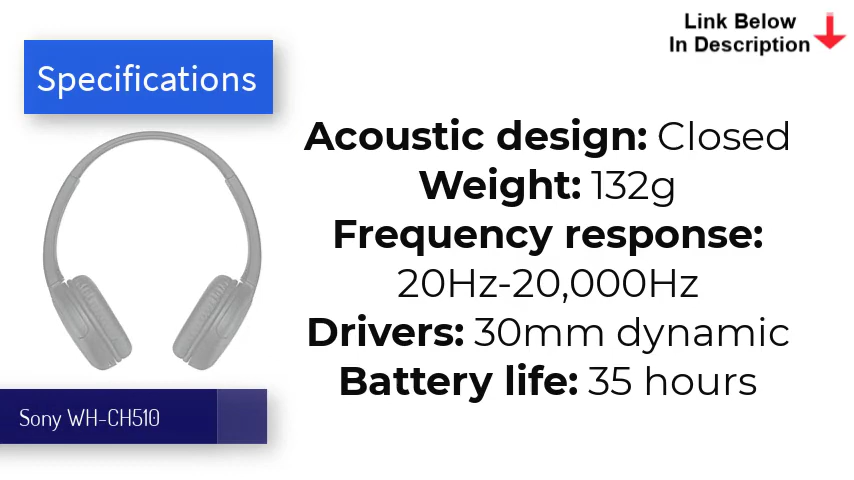 Link Below
In Description
Specifications
Acoustic design: Closed
Weight: 132g
Frequency response:
20Hz-20,000Hz
Drivers: 30mm dynamic
Battery life: 35 hours
Sony WH-CH510